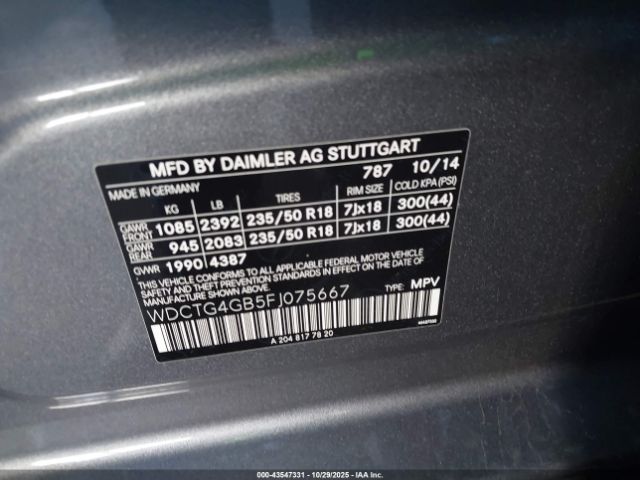 MFD BY DAIMLER AG STUTTGART
787 10/14
MADE IN GERMANY
KG LB TIRES RIM SIZE COLD KPA (PSI)
GAWR FRONT 1085 2392 235/50 R18 7Jx18 300(44)
GAWR REAR 945 2083 235/50 R18 7Jx18 300(44)
GVWR 1990 4387
THIS VEHICLE CONFORMS TO ALL APPLICABLE FEDERAL MOTOR VEHICLE
SAFETY AND THEFT PREVENTION STANDARDS IN EFFECT ON THE DATE OF
MANUFACTURE SHOWN ABOVE.
WDCTG4GB5FJ075667 TYPE: MPV
A 204 817 78 20
000-43547331 | 10/29/2025 | IAA Inc.